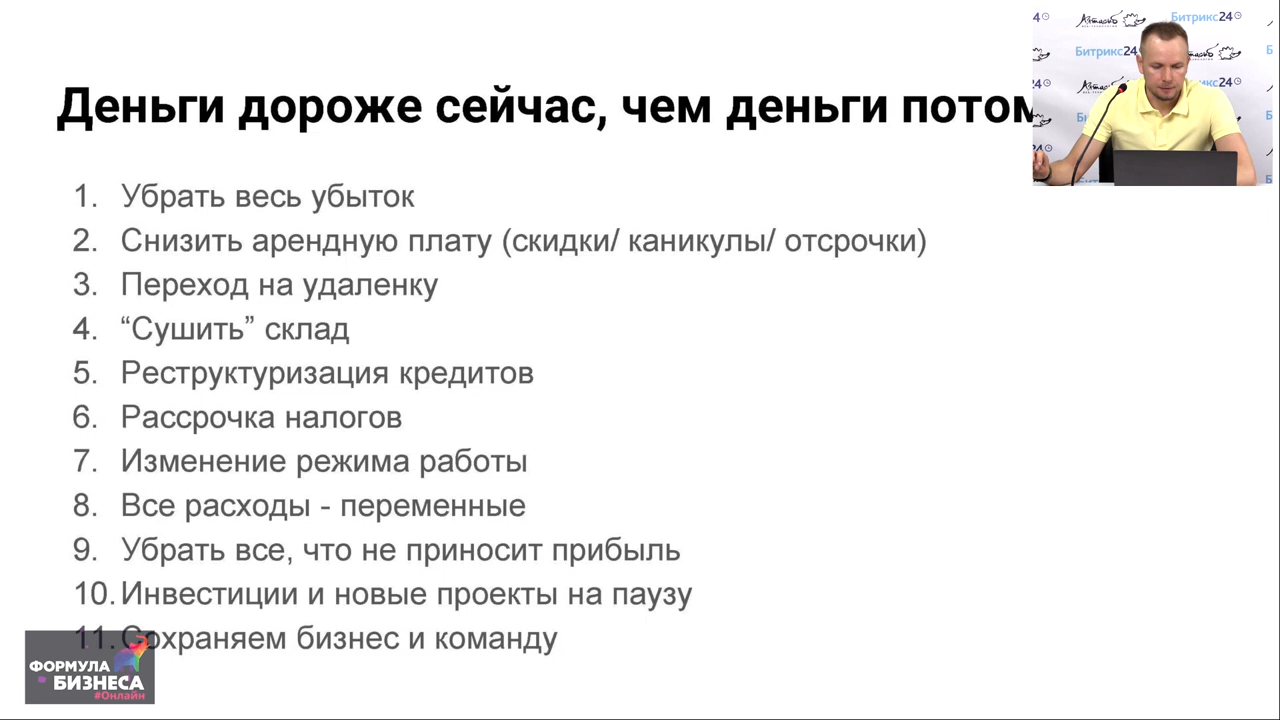 Деньги дороже сейчас, чем деньги потом
1. Убрать весь убыток
2. Снизить арендную плату (скидки/ каникулы/ отсрочки)
3. Переход на удаленку
4. “Сушить” склад
5. Реструктуризация кредитов
6. Рассрочка налогов
7. Изменение режима работы
8. Все расходы - переменные
9. Убрать все, что не приносит прибыль
10. Инвестиции и новые проекты на паузу
11. Сохраняем бизнес и команду
Битрикс24
Битрикс24
ФОРМУЛА
БИЗНЕСА
#Онлайн